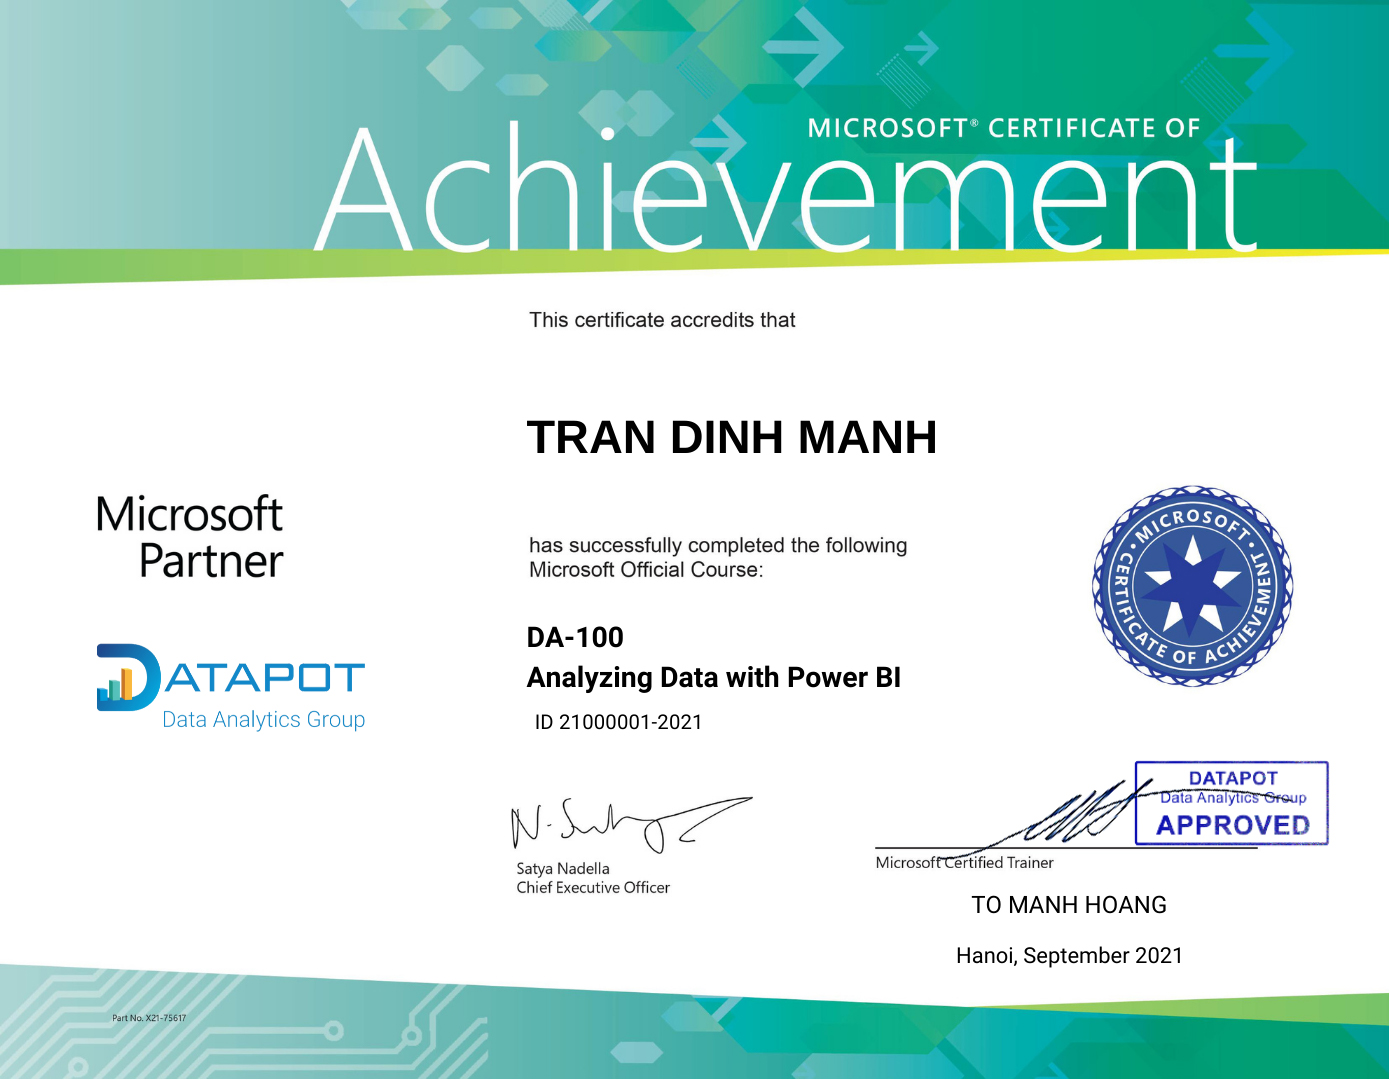 MICROSOFT® CERTIFICATE OF
Achievement
This certificate accredits that
TRAN DINH MANH
Microsoft
Partner
has successfully completed the following
Microsoft Official Course:
MICROSOFT • CERTIFICATE OF ACHIEVEMENT •
DA-100
Analyzing Data with Power BI
ID 21000001-2021
DATAPOT
Data Analytics Group
DATAPOT
Data Analytics Group
APPROVED
N. Satya
Satya Nadella
Chief Executive Officer
Microsoft Certified Trainer
TO MANH HOANG
Hanoi, September 2021
Part No. X21-75617